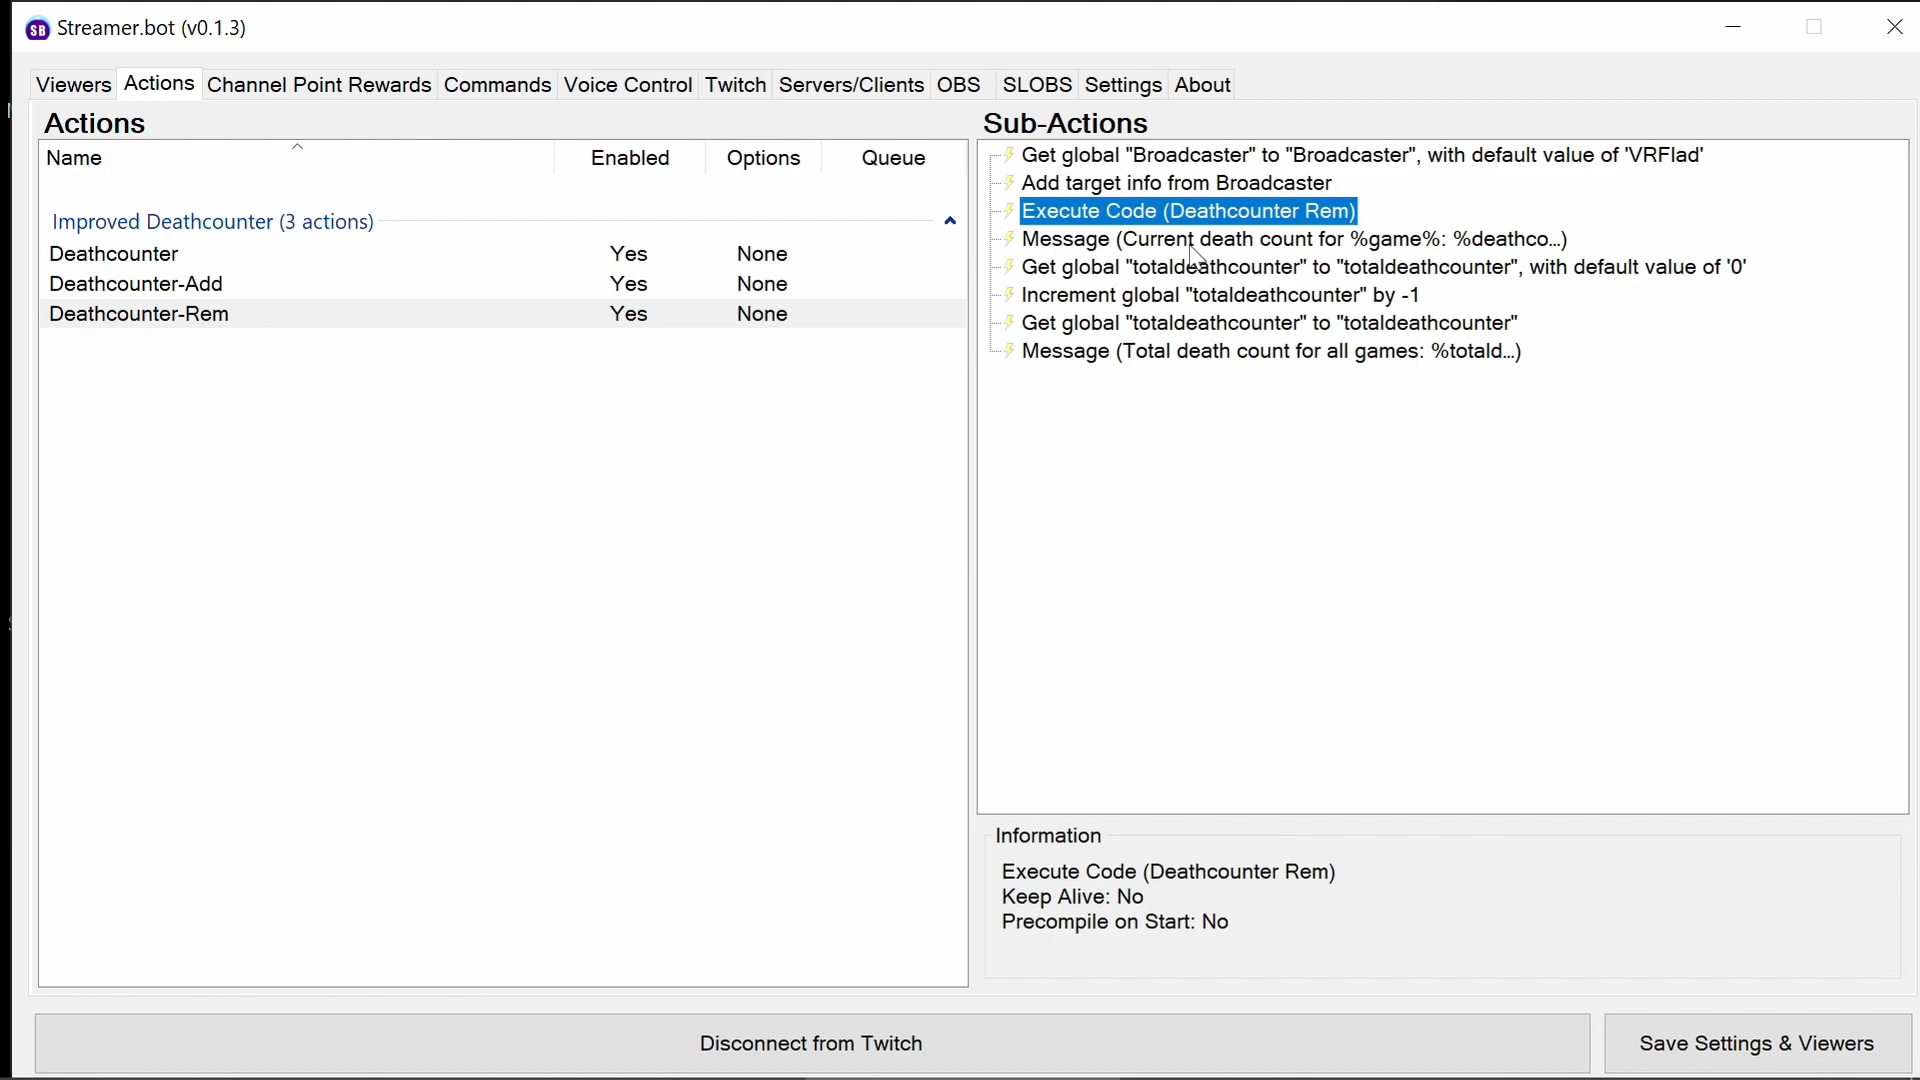 SB Streamer.bot (v0.1.3)
Viewers Actions Channel Point Rewards Commands Voice Control Twitch Servers/Clients OBS SLOBS Settings About
Actions
Name Enabled Options Queue
Improved Deathcounter (3 actions)
Deathcounter Yes None
Deathcounter-Add Yes None
Deathcounter-Rem Yes None
Sub-Actions
Get global "Broadcaster" to "Broadcaster", with default value of 'VRFlad'
Add target info from Broadcaster
Execute Code (Deathcounter Rem)
Message (Current death count for %game%: %deathco...)
Get global "totaldeathcounter" to "totaldeathcounter", with default value of '0'
Increment global "totaldeathcounter" by -1
Get global "totaldeathcounter" to "totaldeathcounter"
Message (Total death count for all games: %totald...)
Information
Execute Code (Deathcounter Rem)
Keep Alive: No
Precompile on Start: No
Disconnect from Twitch
Save Settings & Viewers